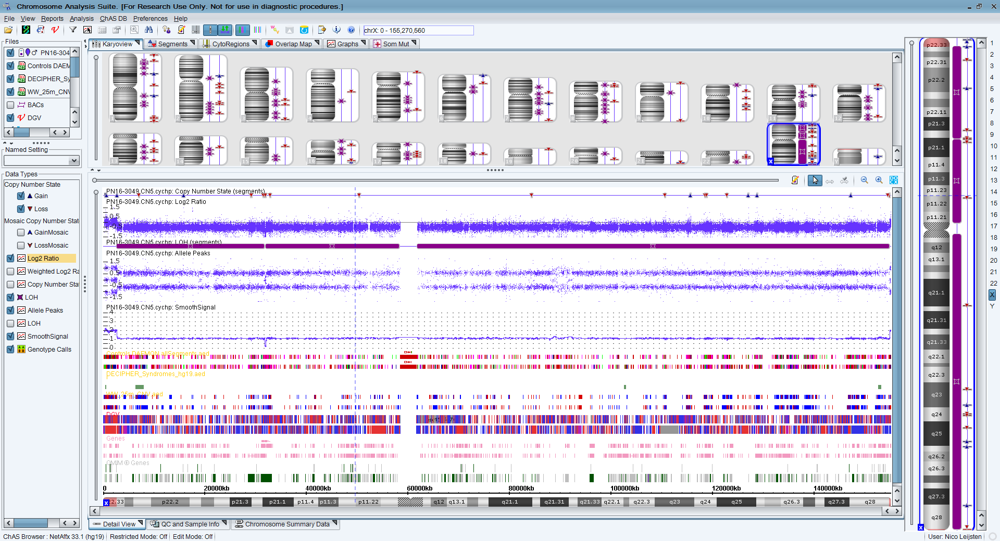 Chromosome Analysis Suite. [For Research Use Only. Not for use in diagnostic procedures.]
File View Reports Analysis ChAS DB Preferences Help
chrX: 0 - 155,270,560
Files
PN16-304
Controls DAEM
DECIPHER_Sy
WW_25m_CNV
BACs
DGV
Named Setting
Data Types
Copy Number State
Gain
Loss
Mosaic Copy Number Stat
GainMosaic
LossMosaic
Log2 Ratio
Weighted Log2 Ra
Copy Number Stat
LOH
Allele Peaks
LOH
SmoothSignal
Genotype Calls
Karyoview Segments CytoRegions Overlap Map Graphs Som Mut
1 2 3 4 5 6 7 8 9 10 11 12
13 14 15 16 17 18 19 20 21 22 X Y
DOCX
PN16-3049.CN5.cychp: Copy Number State (segments)
PN16-3049.CN5.cychp: Log2 Ratio
1.5
0.5
-0.5
-1.5
PN16-3049.CN5.cychp: LOH (segments)
PN16-3049.CN5.cychp: Allele Peaks
1.5
0.5
-0.5
-1.5
PN16-3049.CN5.cychp: SmoothSignal
4
3
2
1
0
Controls DAEMON allSegments.aed
DECIPHER_Syndromes_hg19.aed
WW_25m_CNV.aed
DGV
Genes
OMIM ® Genes
0 20000kb 40000kb 60000kb 80000kb 100000kb 120000kb 140000kb
X 22.33 p22.2 p21.3 p21.1 p11.4 p11.3 p11.22 q12 q13.1 q21.1 q21.31 q21.33 q22.1 q22.3 q23 q24 q25 q26.3 q27.3 q28
Detail View QC and Sample Info Chromosome Summary Data
ChAS Browser : NetAffx 33.1 (hg19) Restricted Mode: Off Edit Mode: Off
User: Nico Leijsten
p22.33
p22.31
p22.2
p22.11
p21.3
p21.1
p11.4
p11.3
p11.23
p11.22
p11.21
q12
q13.1
q21.1
q21.31
q21.33
q22.1
q22.3
q23
q24
q25
q26.2
q26.3
q27.3
q28
X
1
2
3
4
5
6
7
8
9
10
11
12
13
14
15
16
17
18
19
20
21
22
X
Y